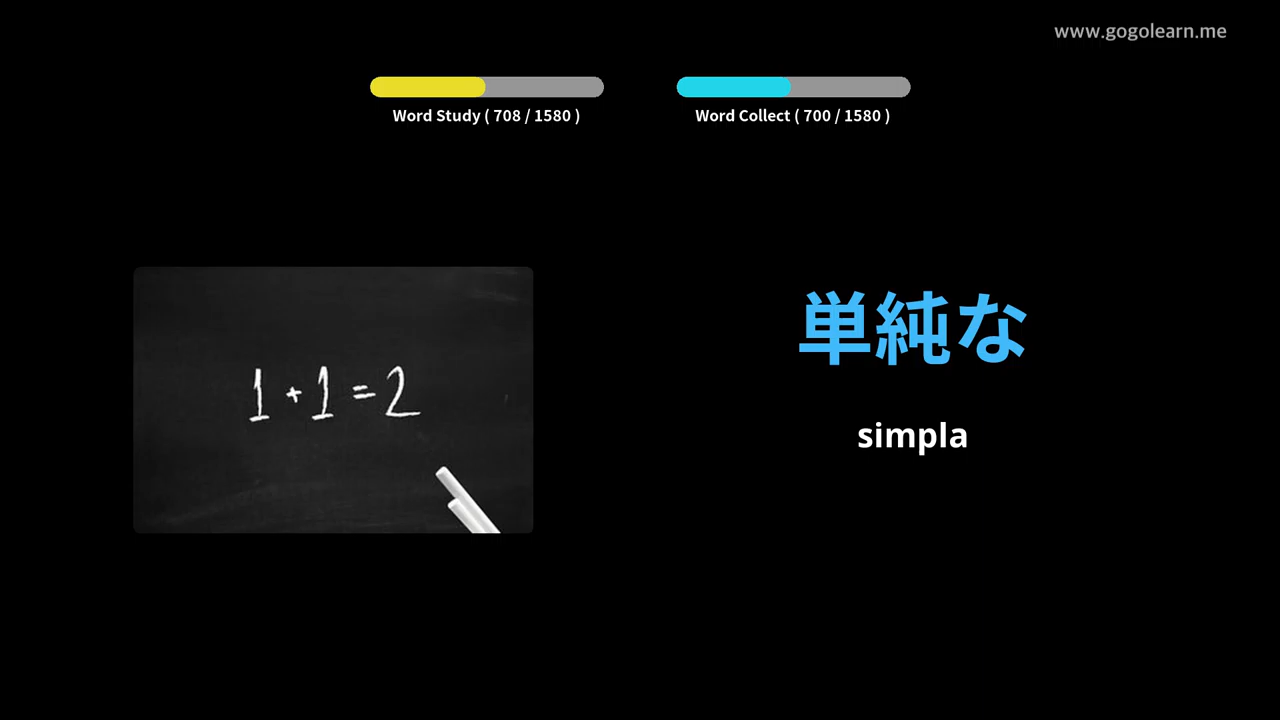 www.gogolearn.me
Word Study ( 708 / 1580 )
Word Collect ( 700 / 1580 )
1 + 1 = 2
単純な
simpla